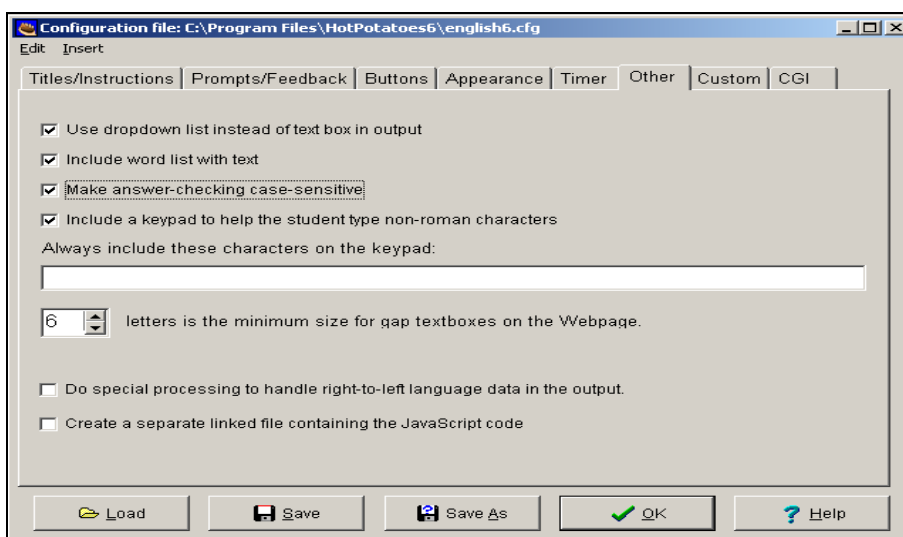 Configuration file: C:\Program Files\HotPotatoes6\english6.cfg
Edit Insert
Titles/Instructions Prompts/Feedback Buttons Appearance Timer Other Custom CGI
Use dropdown list instead of text box in output
Include word list with text
Make answer-checking case-sensitive
Include a keypad to help the student type non-roman characters
Always include these characters on the keypad:
6 letters is the minimum size for gap textboxes on the Webpage.
Do special processing to handle right-to-left language data in the output.
Create a separate linked file containing the JavaScript code
Load Save Save As OK Help